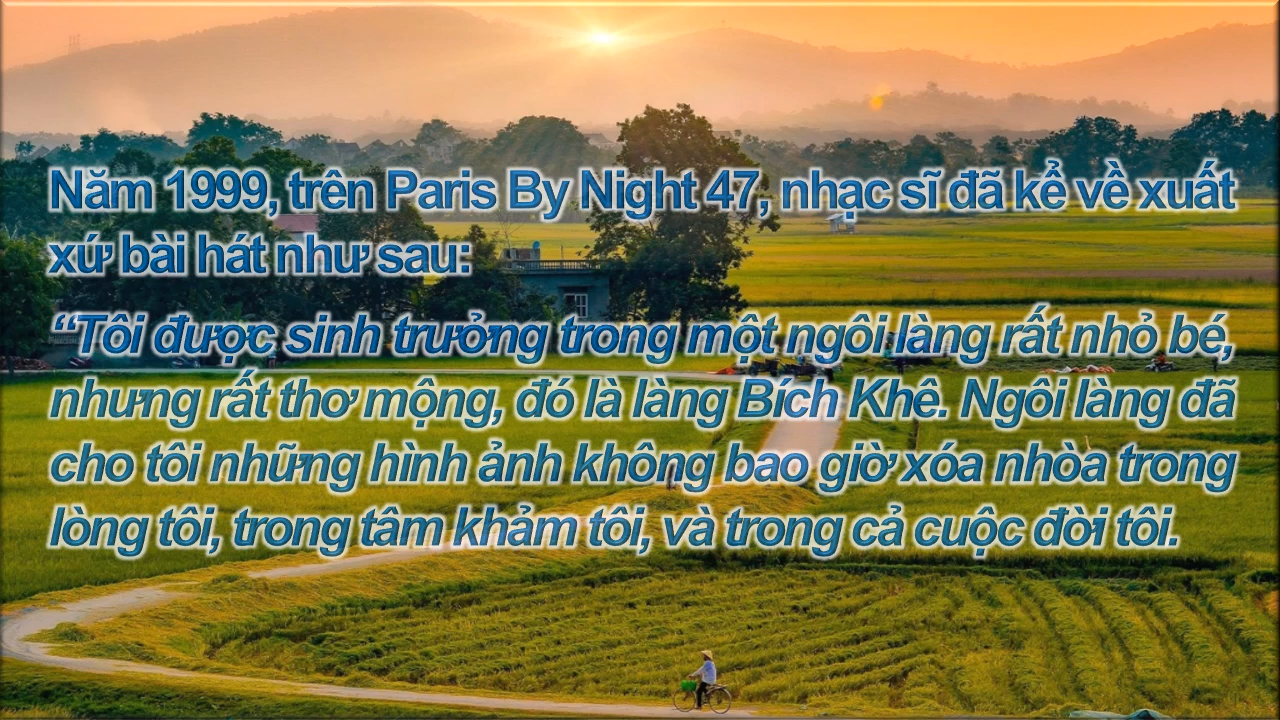 Năm 1999, trên Paris By Night 47, nhạc sĩ đã kể về xuất
xứ bài hát như sau:
“Tôi được sinh trưởng trong một ngôi làng rất nhỏ bé,
nhưng rất thơ mộng, đó là làng Bích Khê. Ngôi làng đã
cho tôi những hình ảnh không bao giờ xóa nhòa trong
lòng tôi, trong tâm khảm tôi, và trong cả cuộc đời tôi.